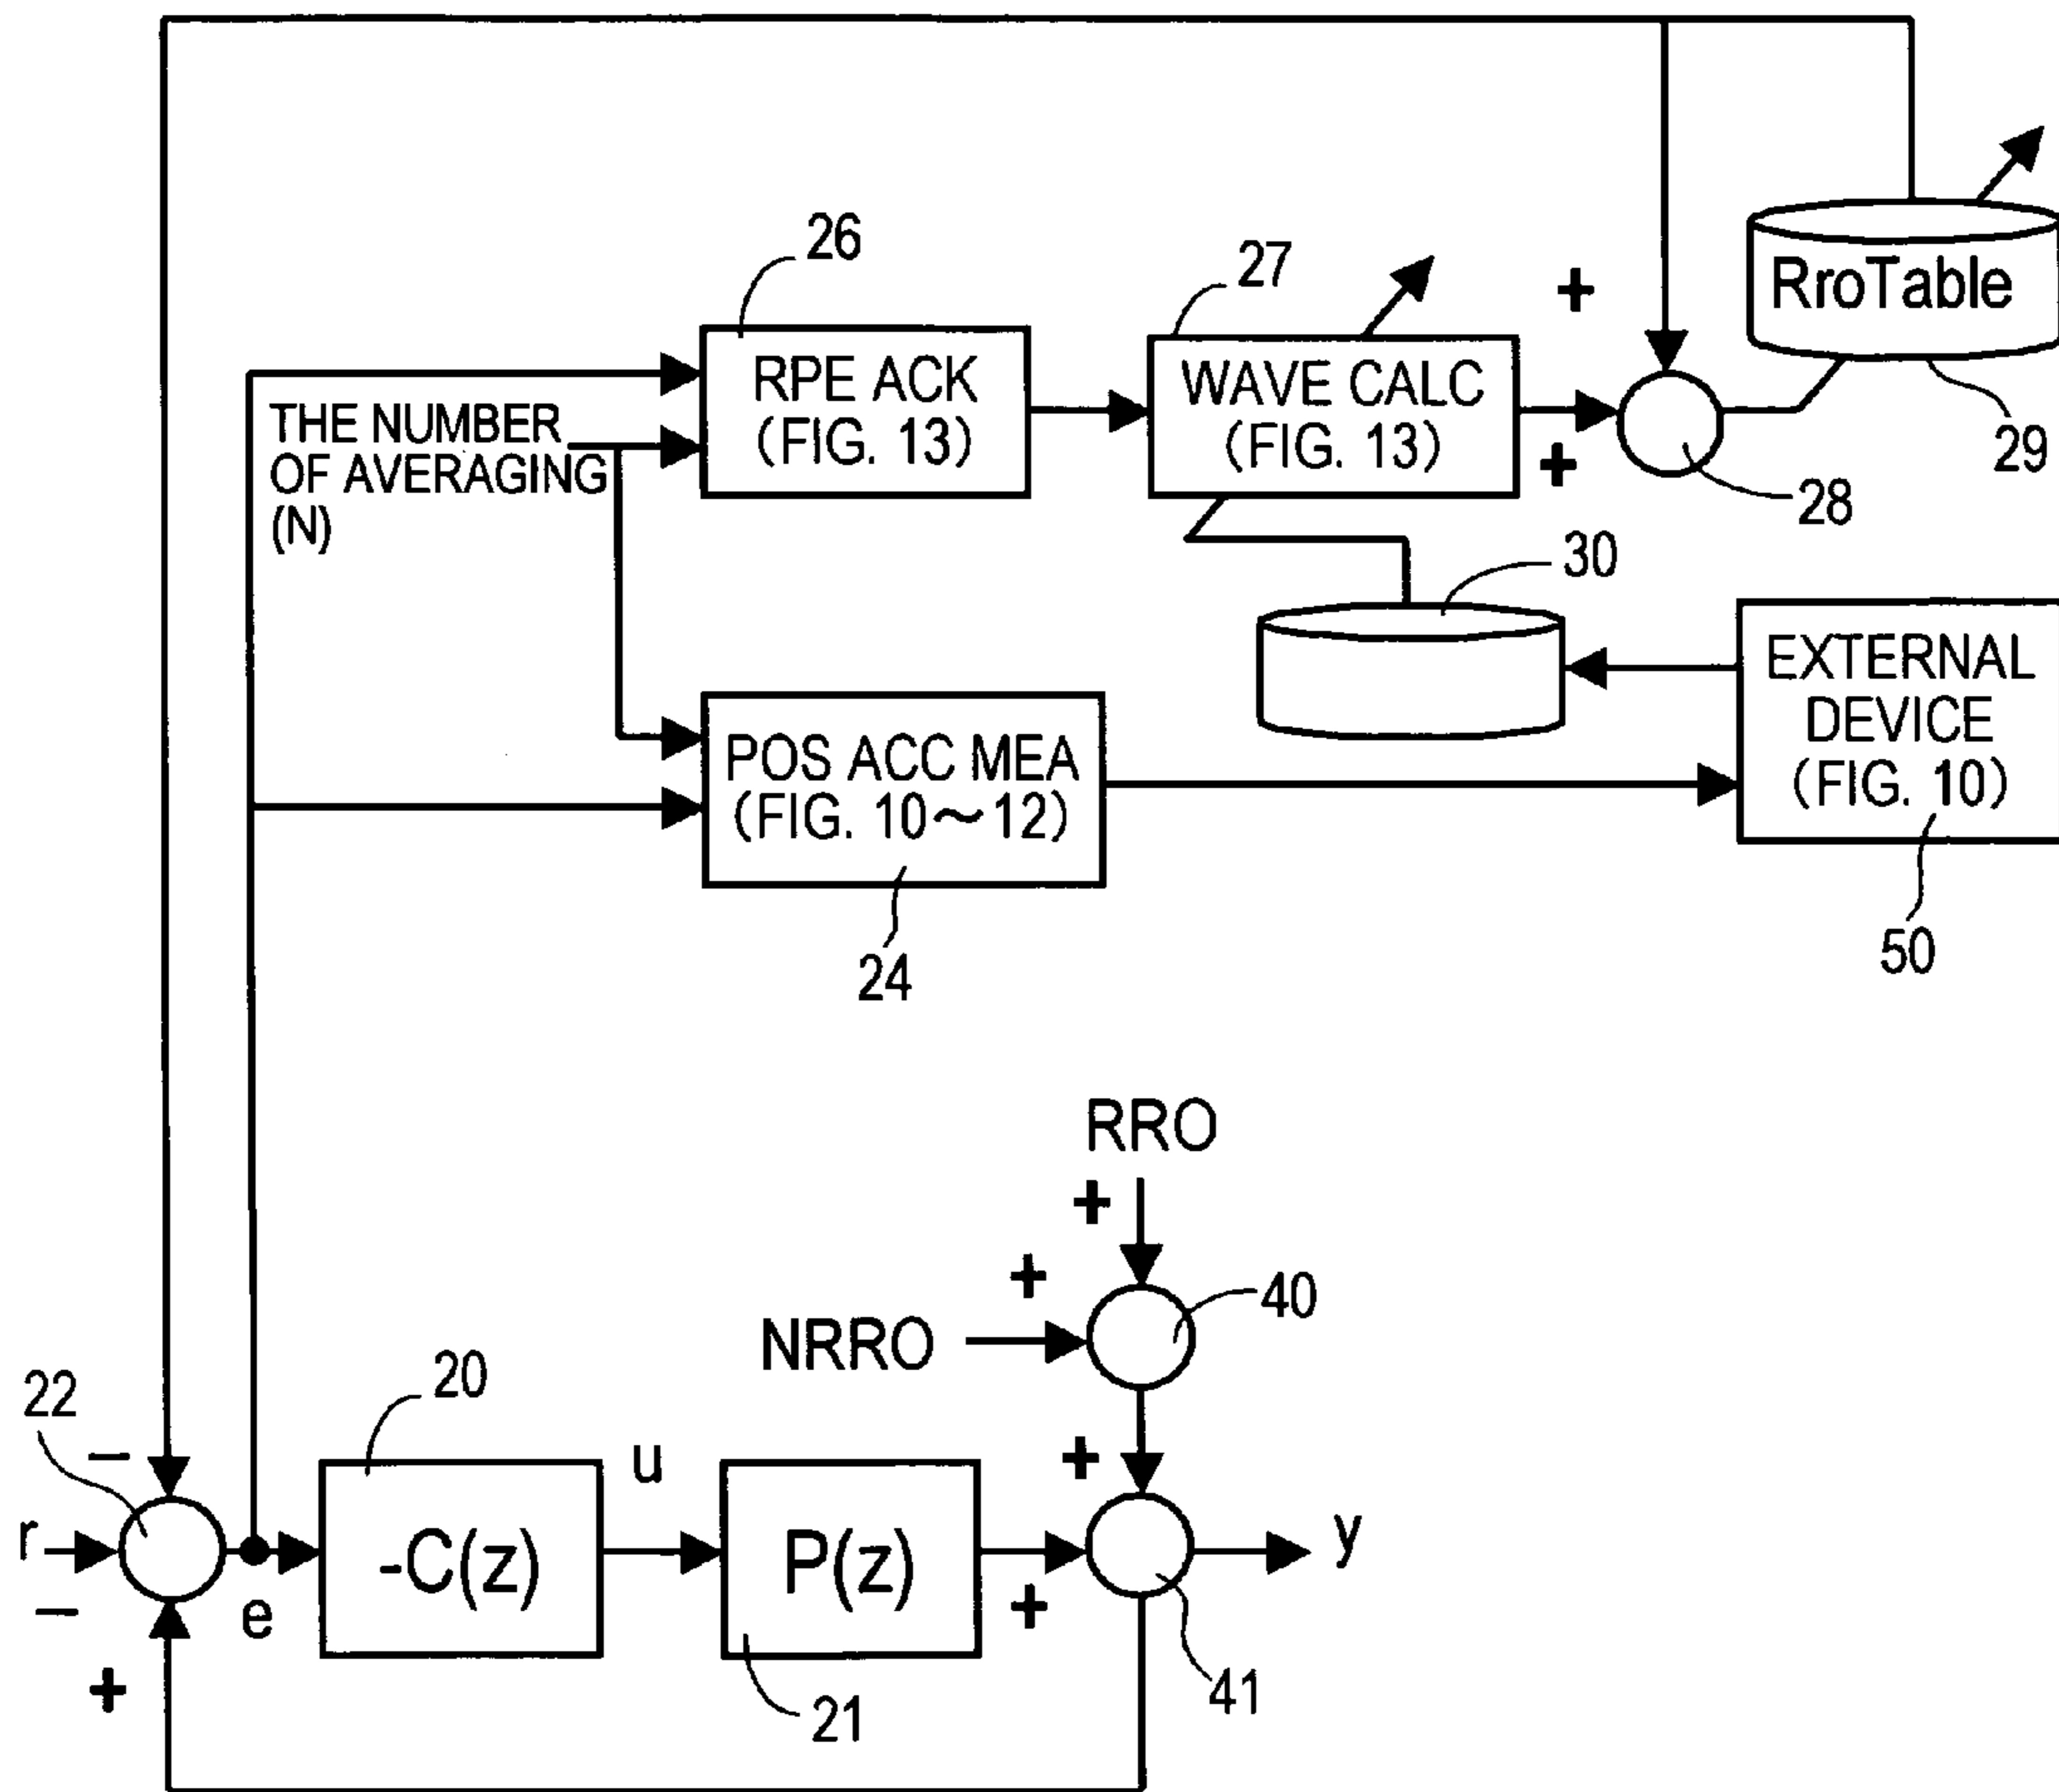 26
27
+
RroTable
29
RPE ACK
(FIG. 13)
WAVE CALC
(FIG. 13)
+
28
THE NUMBER
OF AVERAGING
(N)
30
POS ACC MEA
(FIG. 10～12)
24
EXTERNAL
DEVICE
(FIG. 10)
50
RRO
+
+
NRRO
40
22
20
u
+
−
r
−
e
-C(z)
P(z)
+
y
+
21
41